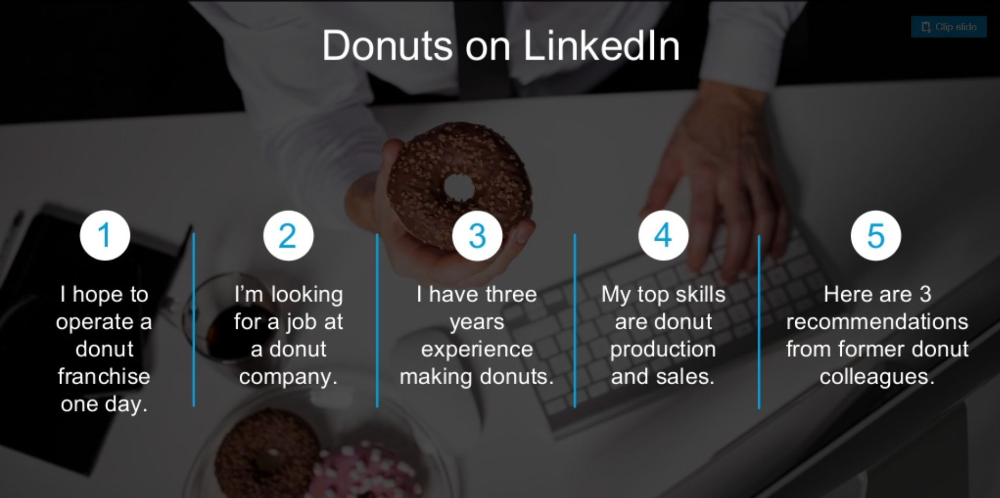 Donuts on LinkedIn
Clip slide
1
I hope to
operate a
donut
franchise
one day.
2
I'm looking
for a job at
a donut
company.
3
I have three
years
experience
making donuts.
4
My top skills
are donut
production
and sales.
5
Here are 3
recommendations
from former donut
colleagues.